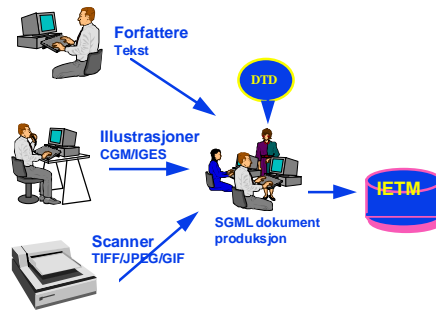 Forfattere
Tekst
DTD
Illustrasjoner
CGM/IGES
IETM
SGML dokument
produksjon
Scanner
TIFF/JPEG/GIF